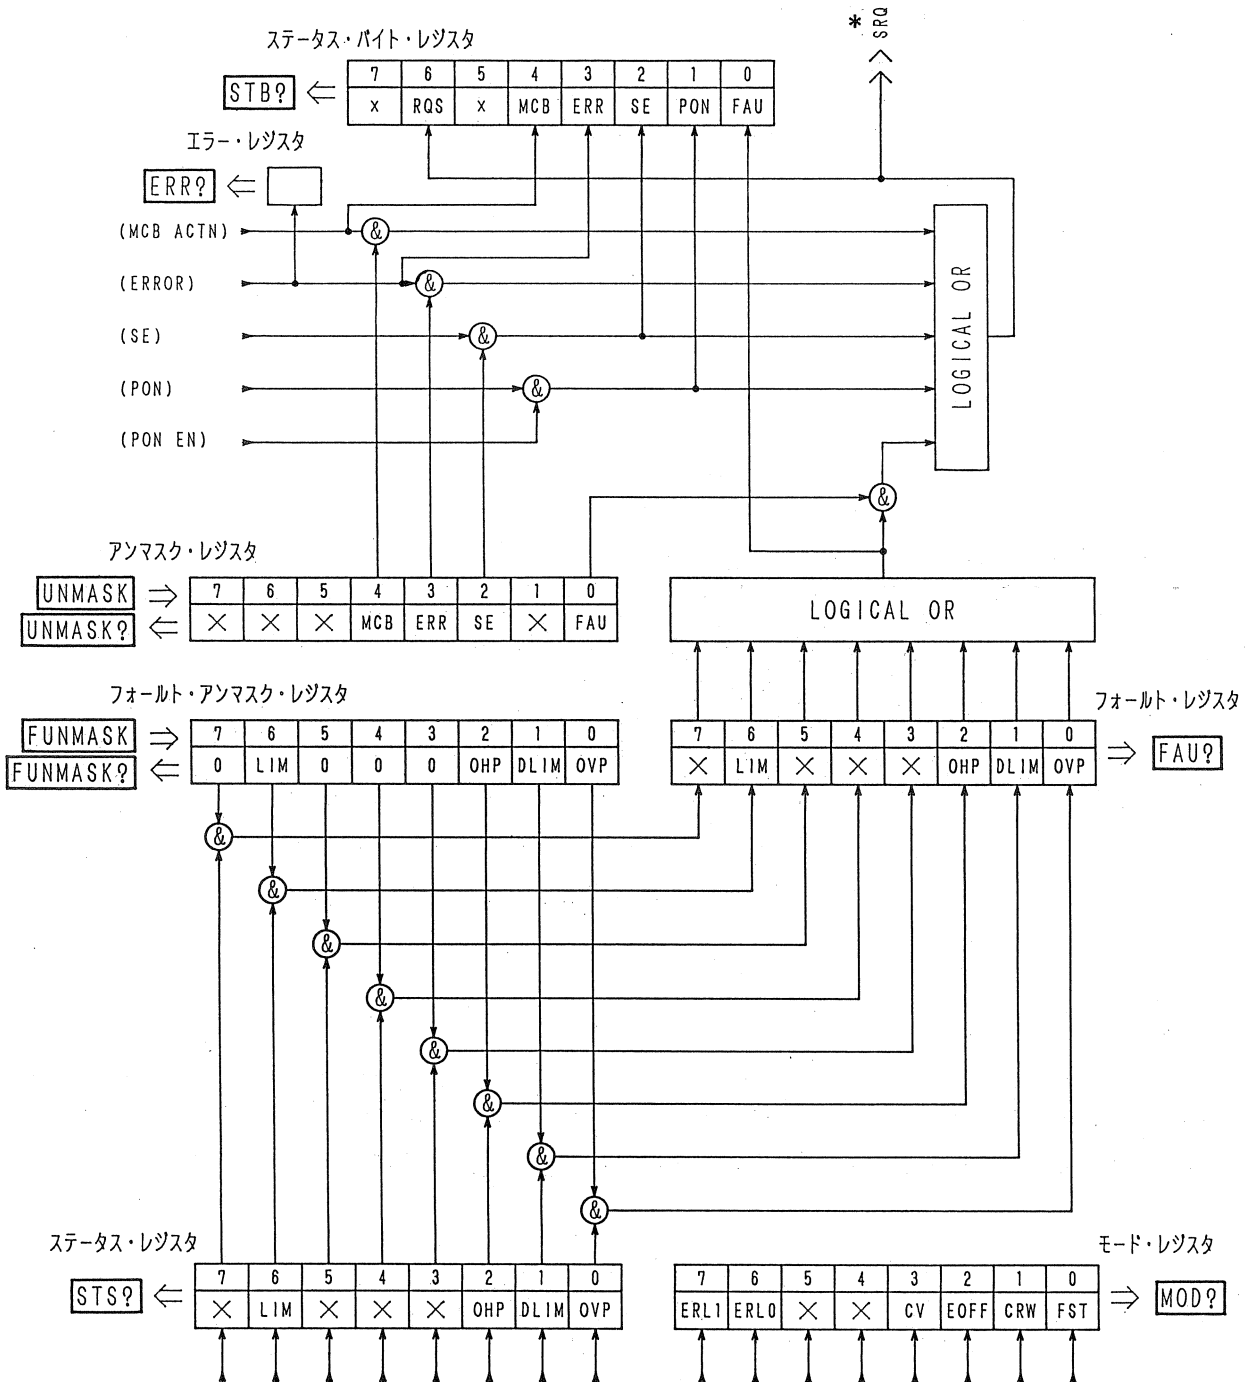 * SRQ
ステータス・バイト・レジスタ
7 6 5 4 3 2 1 0
STB?
× RQS × MCB ERR SE PON FAU
エラー・レジスタ
ERR?
(MCB ACTN)
&
(ERROR)
&
(SE)
&
(PON)
&
(PON EN)
LOGICAL OR
&
アンマスク・レジスタ
UNMASK
7 6 5 4 3 2 1 0
UNMASK?
× × × MCB ERR SE × FAU
LOGICAL OR
フォールト・アンマスク・レジスタ
フォールト・レジスタ
FUNMASK
7 6 5 4 3 2 1 0
FUNMASK?
0 LIM 0 0 0 OHP DLIM OVP
7 6 5 4 3 2 1 0
× LIM × × × OHP DLIM OVP
FAU?
&
&
&
&
&
&
&
&
ステータス・レジスタ
STS?
7 6 5 4 3 2 1 0
× LIM × × × OHP DLIM OVP
モード・レジスタ
7 6 5 4 3 2 1 0
ERL1 ERL0 × × CV EOFF CRW FST
MOD?